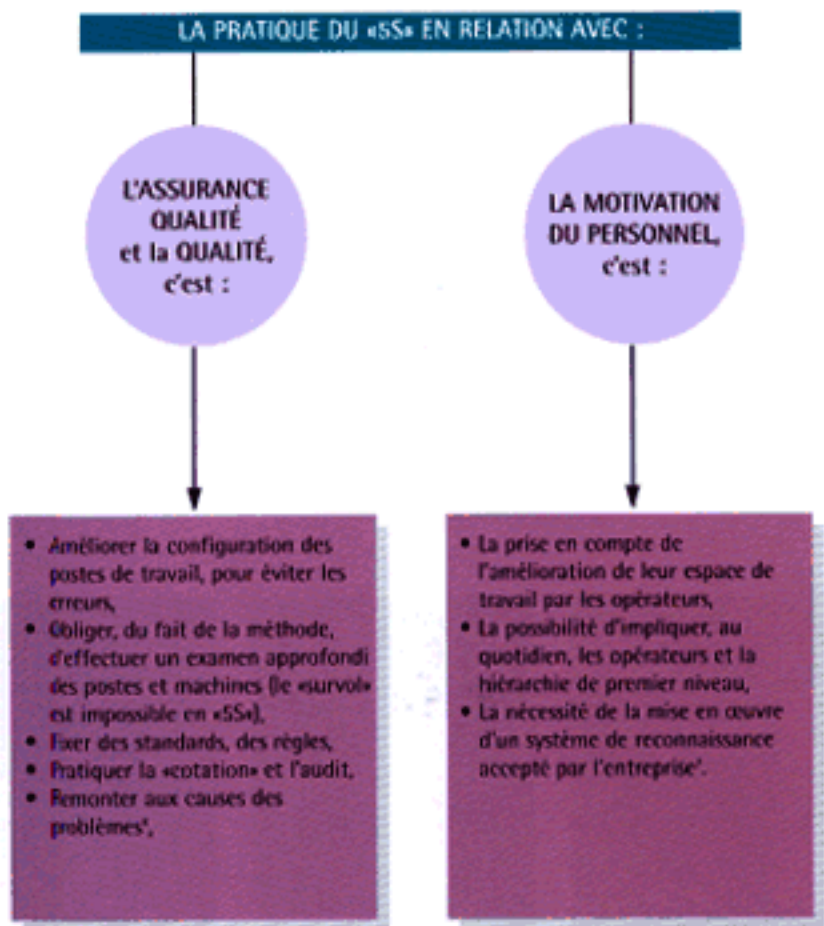 LA PRATIQUE DU «5S» EN RELATION AVEC :
L'ASSURANCE
QUALITÉ
et la QUALITÉ,
c'est :
LA MOTIVATION
DU PERSONNEL,
c'est :
• Améliorer la configuration des
postes de travail, pour éviter les
erreurs,
• Obliger, du fait de la méthode,
d'effectuer un examen approfondi
des postes et machines (le «survol»
est impossible en «5S»),
• Fixer des standards, des règles,
• Pratiquer la «cotation» et l'audit,
• Remonter aux causes des
problèmes*,
• La prise en compte de
l'amélioration de leur espace de
travail par les opérateurs,
• La possibilité d'impliquer, au
quotidien, les opérateurs et la
hiérarchie de premier niveau,
• La nécessité de la mise en œuvre
d'un système de reconnaissance
accepté par l'entreprise*.